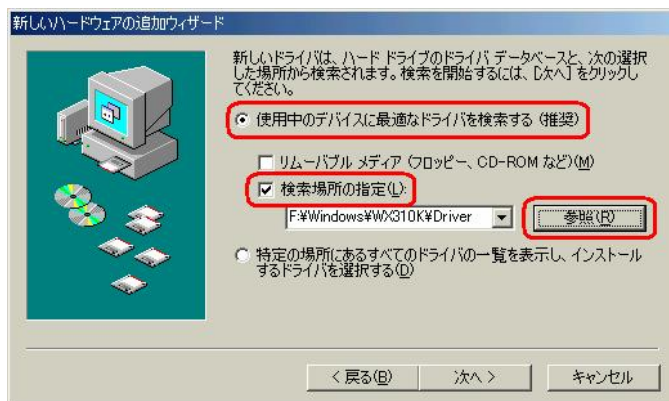 新しいハードウェアの追加ウィザード
新しいドライバは、ハード ドライブのドライバ データベースと、次の選択
した場所から検索されます。検索を開始するには、[次へ] をクリックし
てください。
使用中のデバイスに最適なドライバを検索する (推奨)
リムーバブル メディア (フロッピー、CD-ROM など)(M)
検索場所の指定(L):
F:¥Windows¥WX310K¥Driver
参照(R)
特定の場所にあるすべてのドライバの一覧を表示し、インストール
するドライバを選択する(D)
< 戻る(B)
次へ >
キャンセル